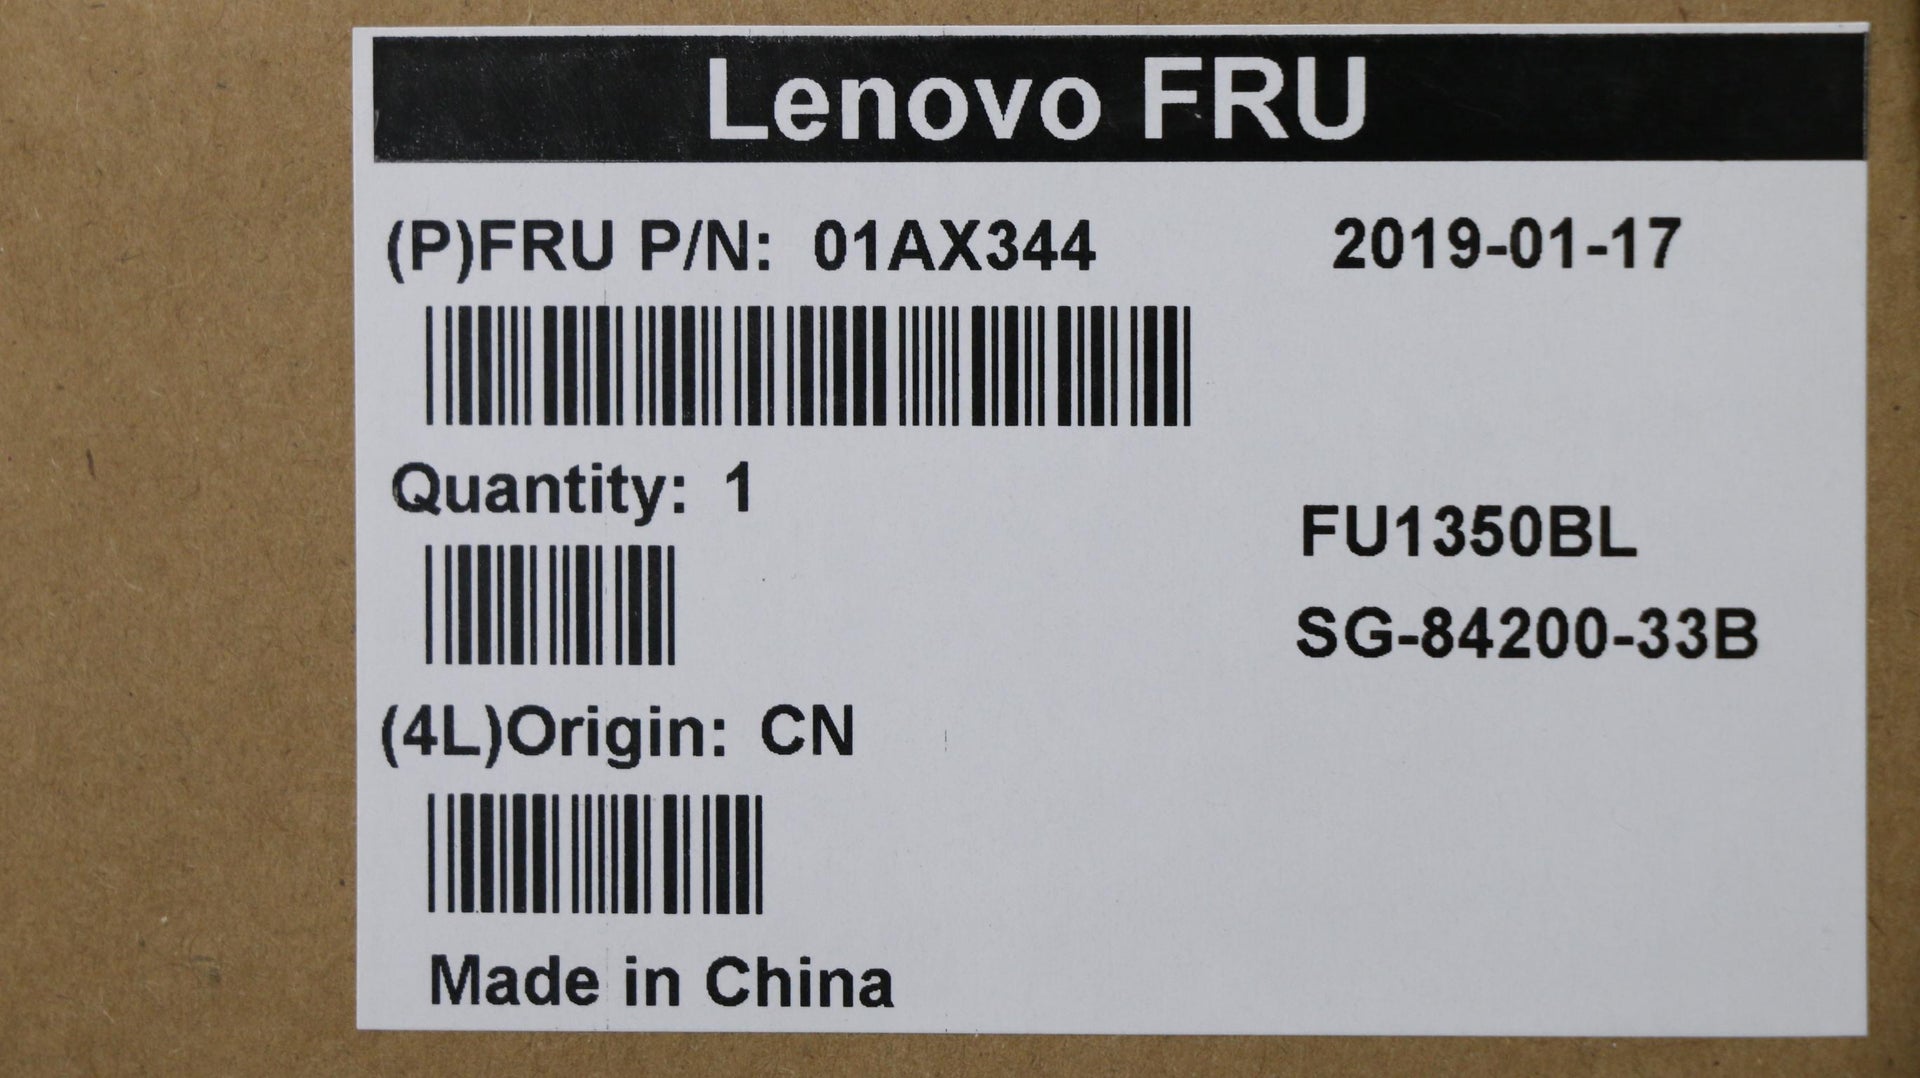 Lenovo FRU
(P)FRU P/N: 01AX344
2019-01-17
Quantity: 1
FU1350BL
SG-84200-33B
(4L)Origin: CN
Made in China